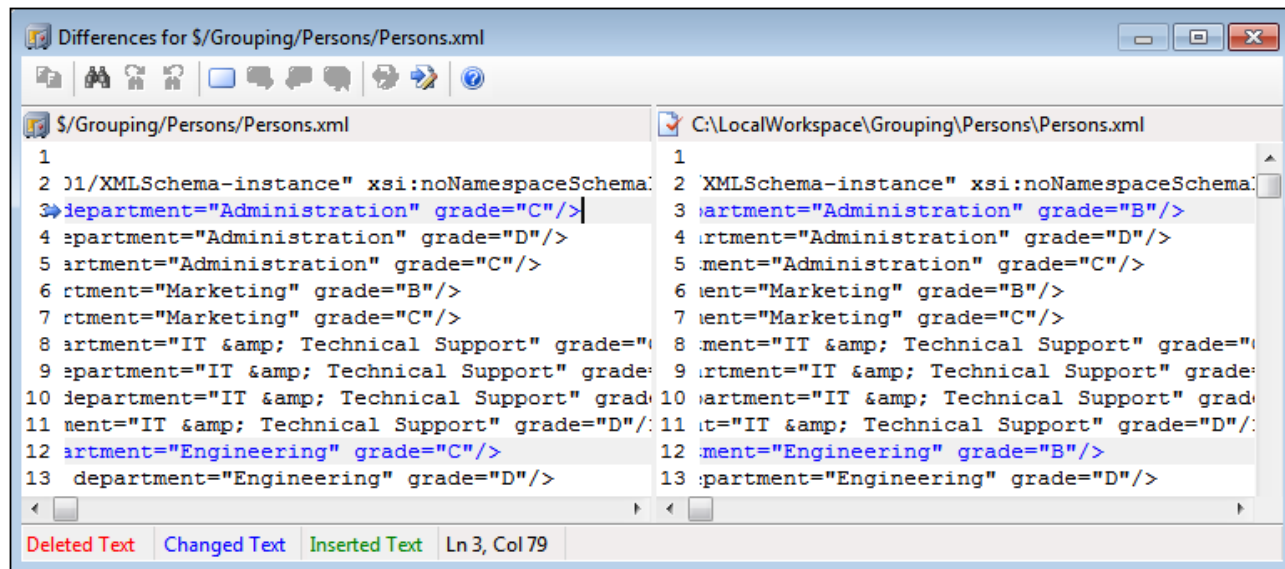 Differences for $/Grouping/Persons/Persons.xml
$/Grouping/Persons/Persons.xml
1
2 01/XMLSchema-instance" xsi:noNamespaceSchema
3 department="Administration" grade="C"/>
4 epartment="Administration" grade="D"/>
5 artment="Administration" grade="C"/>
6 rtment="Marketing" grade="B"/>
7 rtment="Marketing" grade="C"/>
8 artment="IT &amp; Technical Support" grade="
9 epartment="IT &amp; Technical Support" grade
10 department="IT &amp; Technical Support" grad
11 ment="IT &amp; Technical Support" grade="D"/
12 artment="Engineering" grade="C"/>
13 department="Engineering" grade="D"/>
C:\LocalWorkspace\Grouping\Persons\Persons.xml
1
2 XMLSchema-instance" xsi:noNamespaceSchema
3 partment="Administration" grade="B"/>
4 rtment="Administration" grade="D"/>
5 ment="Administration" grade="C"/>
6 ent="Marketing" grade="B"/>
7 ent="Marketing" grade="C"/>
8 ment="IT &amp; Technical Support" grade="
9 rtment="IT &amp; Technical Support" grade
10 artment="IT &amp; Technical Support" grad
11 t="IT &amp; Technical Support" grade="D"/
12 ment="Engineering" grade="B"/>
13 partment="Engineering" grade="D"/>
Deleted Text Changed Text Inserted Text Ln 3, Col 79